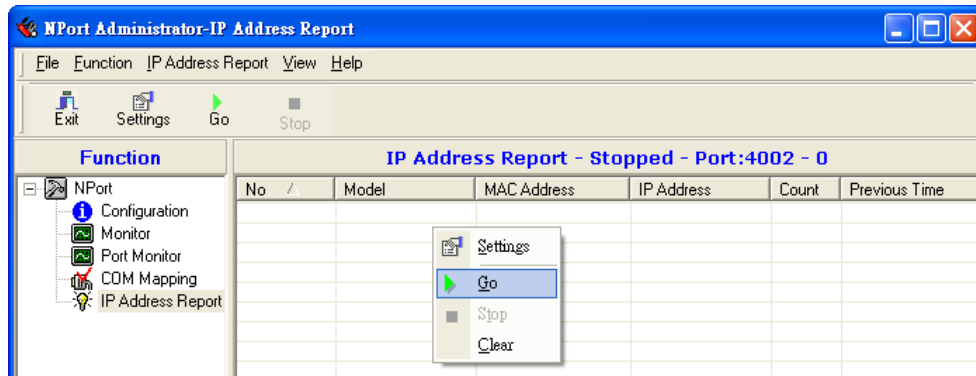 NPort Administrator-IP Address Report
File Function IP Address Report View Help
Exit Settings Go Stop
Function
IP Address Report - Stopped - Port:4002 - 0
NPort
Configuration
Monitor
Port Monitor
COM Mapping
IP Address Report
No Model MAC Address IP Address Count Previous Time
Settings
Go
Stop
Clear